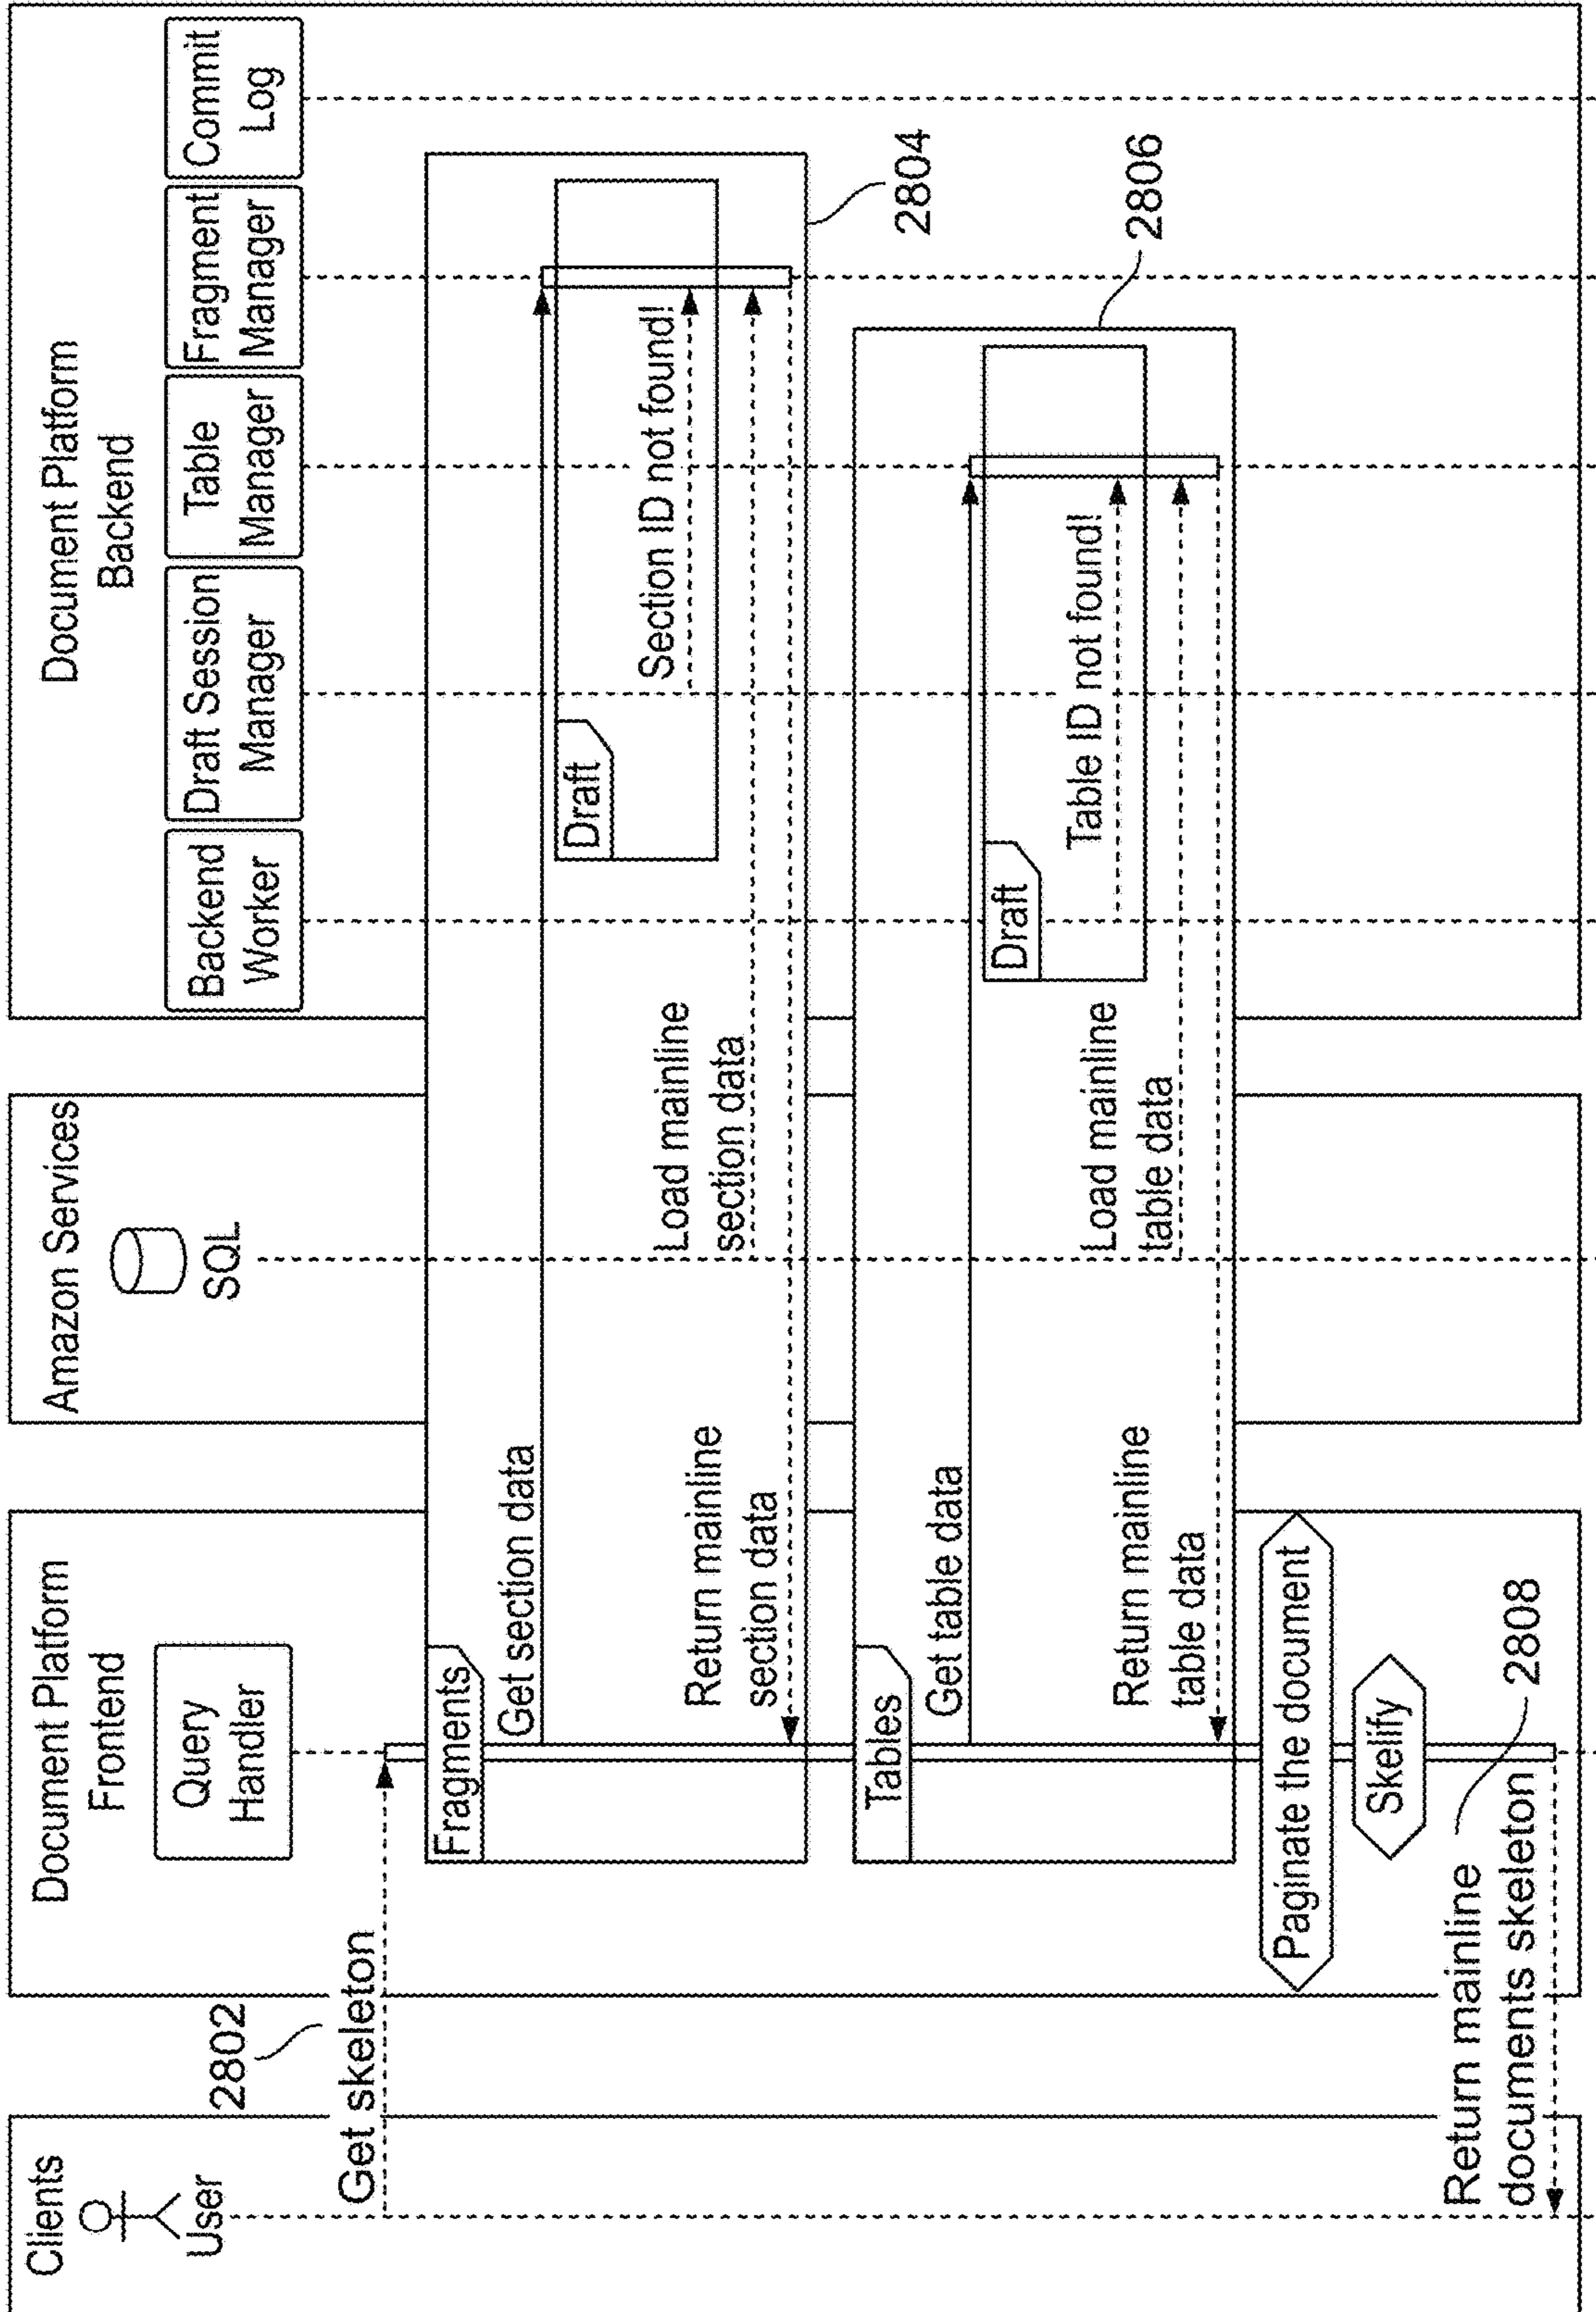 Clients
User
Document Platform
Frontend
Query
Handler
Amazon Services
SQL
Document Platform
Backend
Backend
Worker
Draft Session
Manager
Table
Manager
Fragment
Manager
Commit
Log
2802
Get skeleton
Fragments
Get section data
Draft
Section ID not found!
Load mainline
section data
Return mainline
section data
2804
Tables
Get table data
Draft
Table ID not found!
Load mainline
table data
Return mainline
table data
2806
Paginate the document
Skelify
Return mainline
documents skeleton
2808